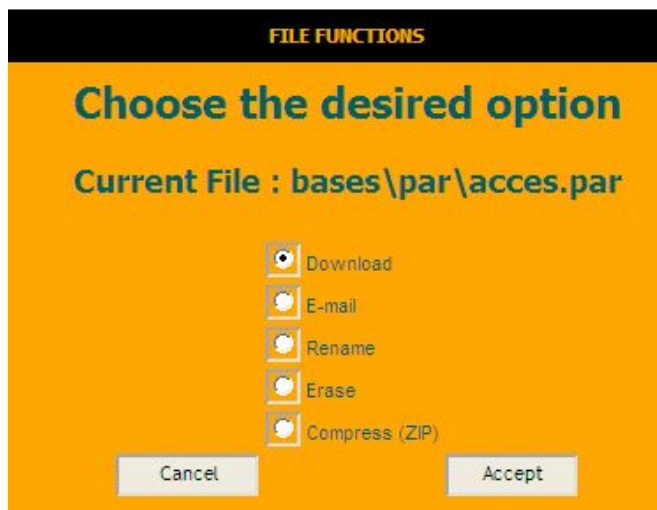 FILE FUNCTIONS
Choose the desired option
Current File : bases\par\acces.par
Download
E-mail
Rename
Erase
Compress (ZIP)
Cancel Accept